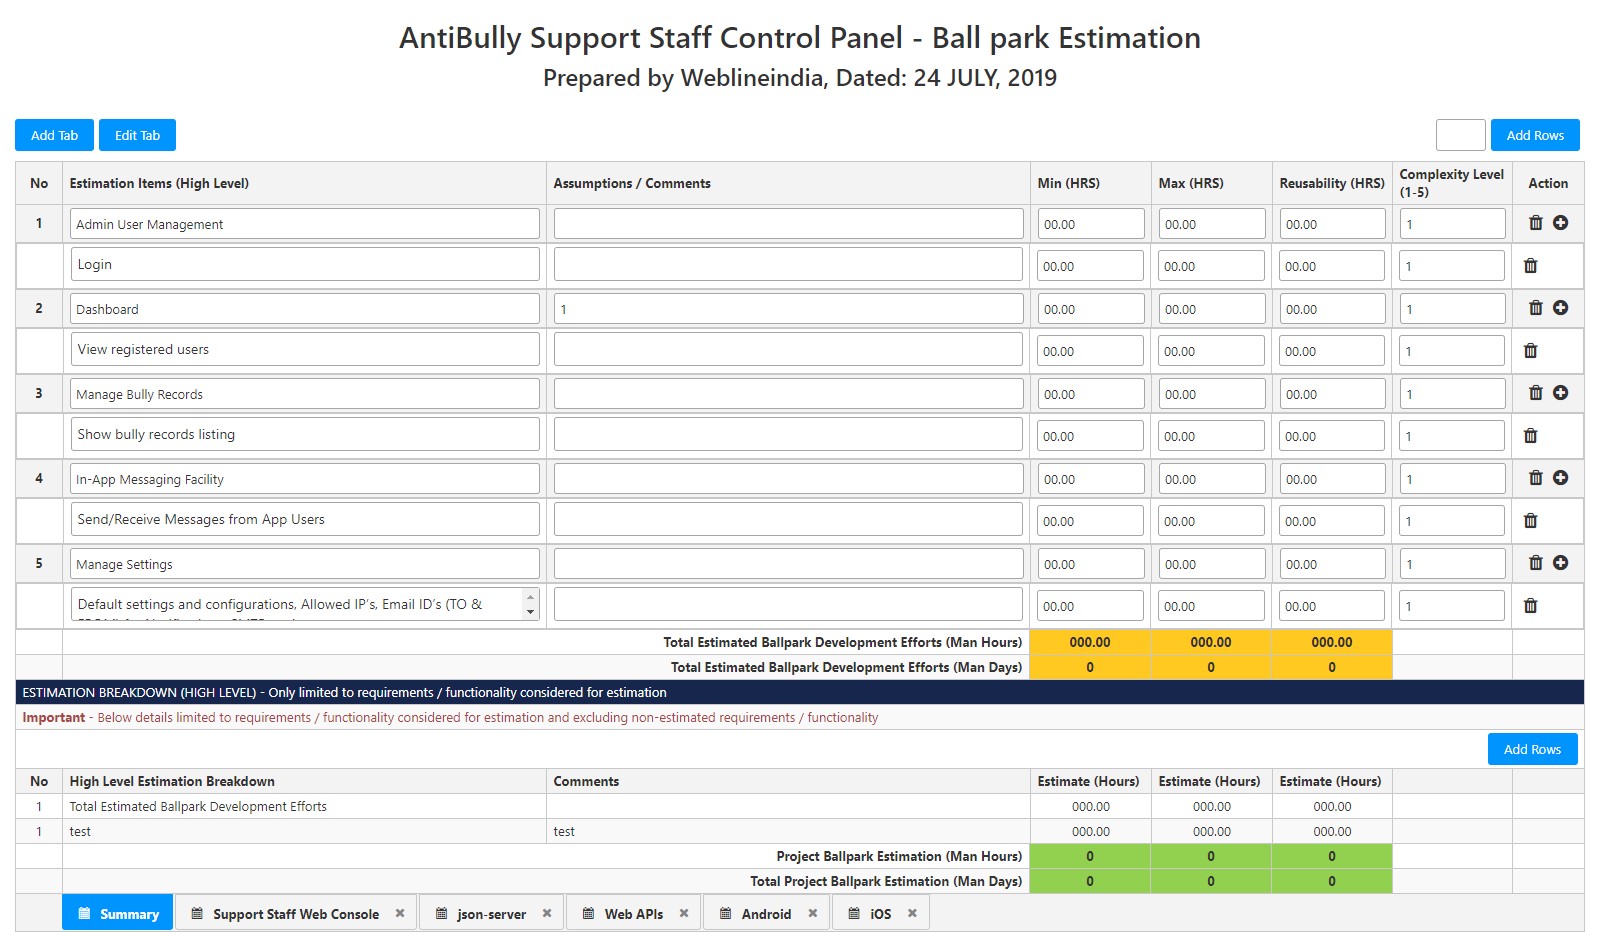 AntiBully Support Staff Control Panel - Ball park Estimation
Prepared by Weblineindia, Dated: 24 JULY, 2019
Add Tab Edit Tab Add Rows
No Estimation Items (High Level) Assumptions / Comments Min (HRS) Max (HRS) Reusability (HRS) Complexity Level (1-5) Action
1 Admin User Management 00.00 00.00 00.00 1
Login 00.00 00.00 00.00 1
2 Dashboard 1 00.00 00.00 00.00 1
View registered users 00.00 00.00 00.00 1
3 Manage Bully Records 00.00 00.00 00.00 1
Show bully records listing 00.00 00.00 00.00 1
4 In-App Messaging Facility 00.00 00.00 00.00 1
Send/Receive Messages from App Users 00.00 00.00 00.00 1
5 Manage Settings 00.00 00.00 00.00 1
Default settings and configurations, Allowed IP's, Email ID's (TO & 00.00 00.00 00.00 1
Total Estimated Ballpark Development Efforts (Man Hours) 000.00 000.00 000.00
Total Estimated Ballpark Development Efforts (Man Days) 0 0 0
ESTIMATION BREAKDOWN (HIGH LEVEL) - Only limited to requirements / functionality considered for estimation
Important - Below details limited to requirements / functionality considered for estimation and excluding non-estimated requirements / functionality
Add Rows
No High Level Estimation Breakdown Comments Estimate (Hours) Estimate (Hours) Estimate (Hours)
1 Total Estimated Ballpark Development Efforts 000.00 000.00 000.00
1 test test 000.00 000.00 000.00
Project Ballpark Estimation (Man Hours) 0 0 0
Total Project Ballpark Estimation (Man Days) 0 0 0
Summary Support Staff Web Console json-server Web APIs Android iOS